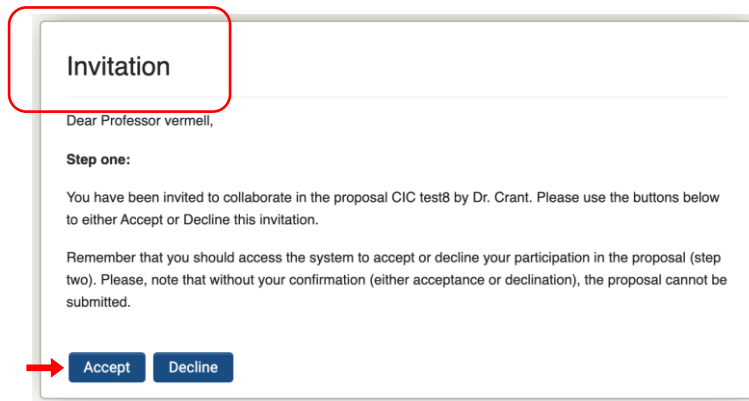 Invitation
Dear Professor vermell,
Step one:
You have been invited to collaborate in the proposal CIC test8 by Dr. Crant. Please use the buttons below
to either Accept or Decline this invitation.
Remember that you should access the system to accept or decline your participation in the proposal (step
two). Please, note that without your confirmation (either acceptance or declination), the proposal cannot be
submitted.
Accept Decline